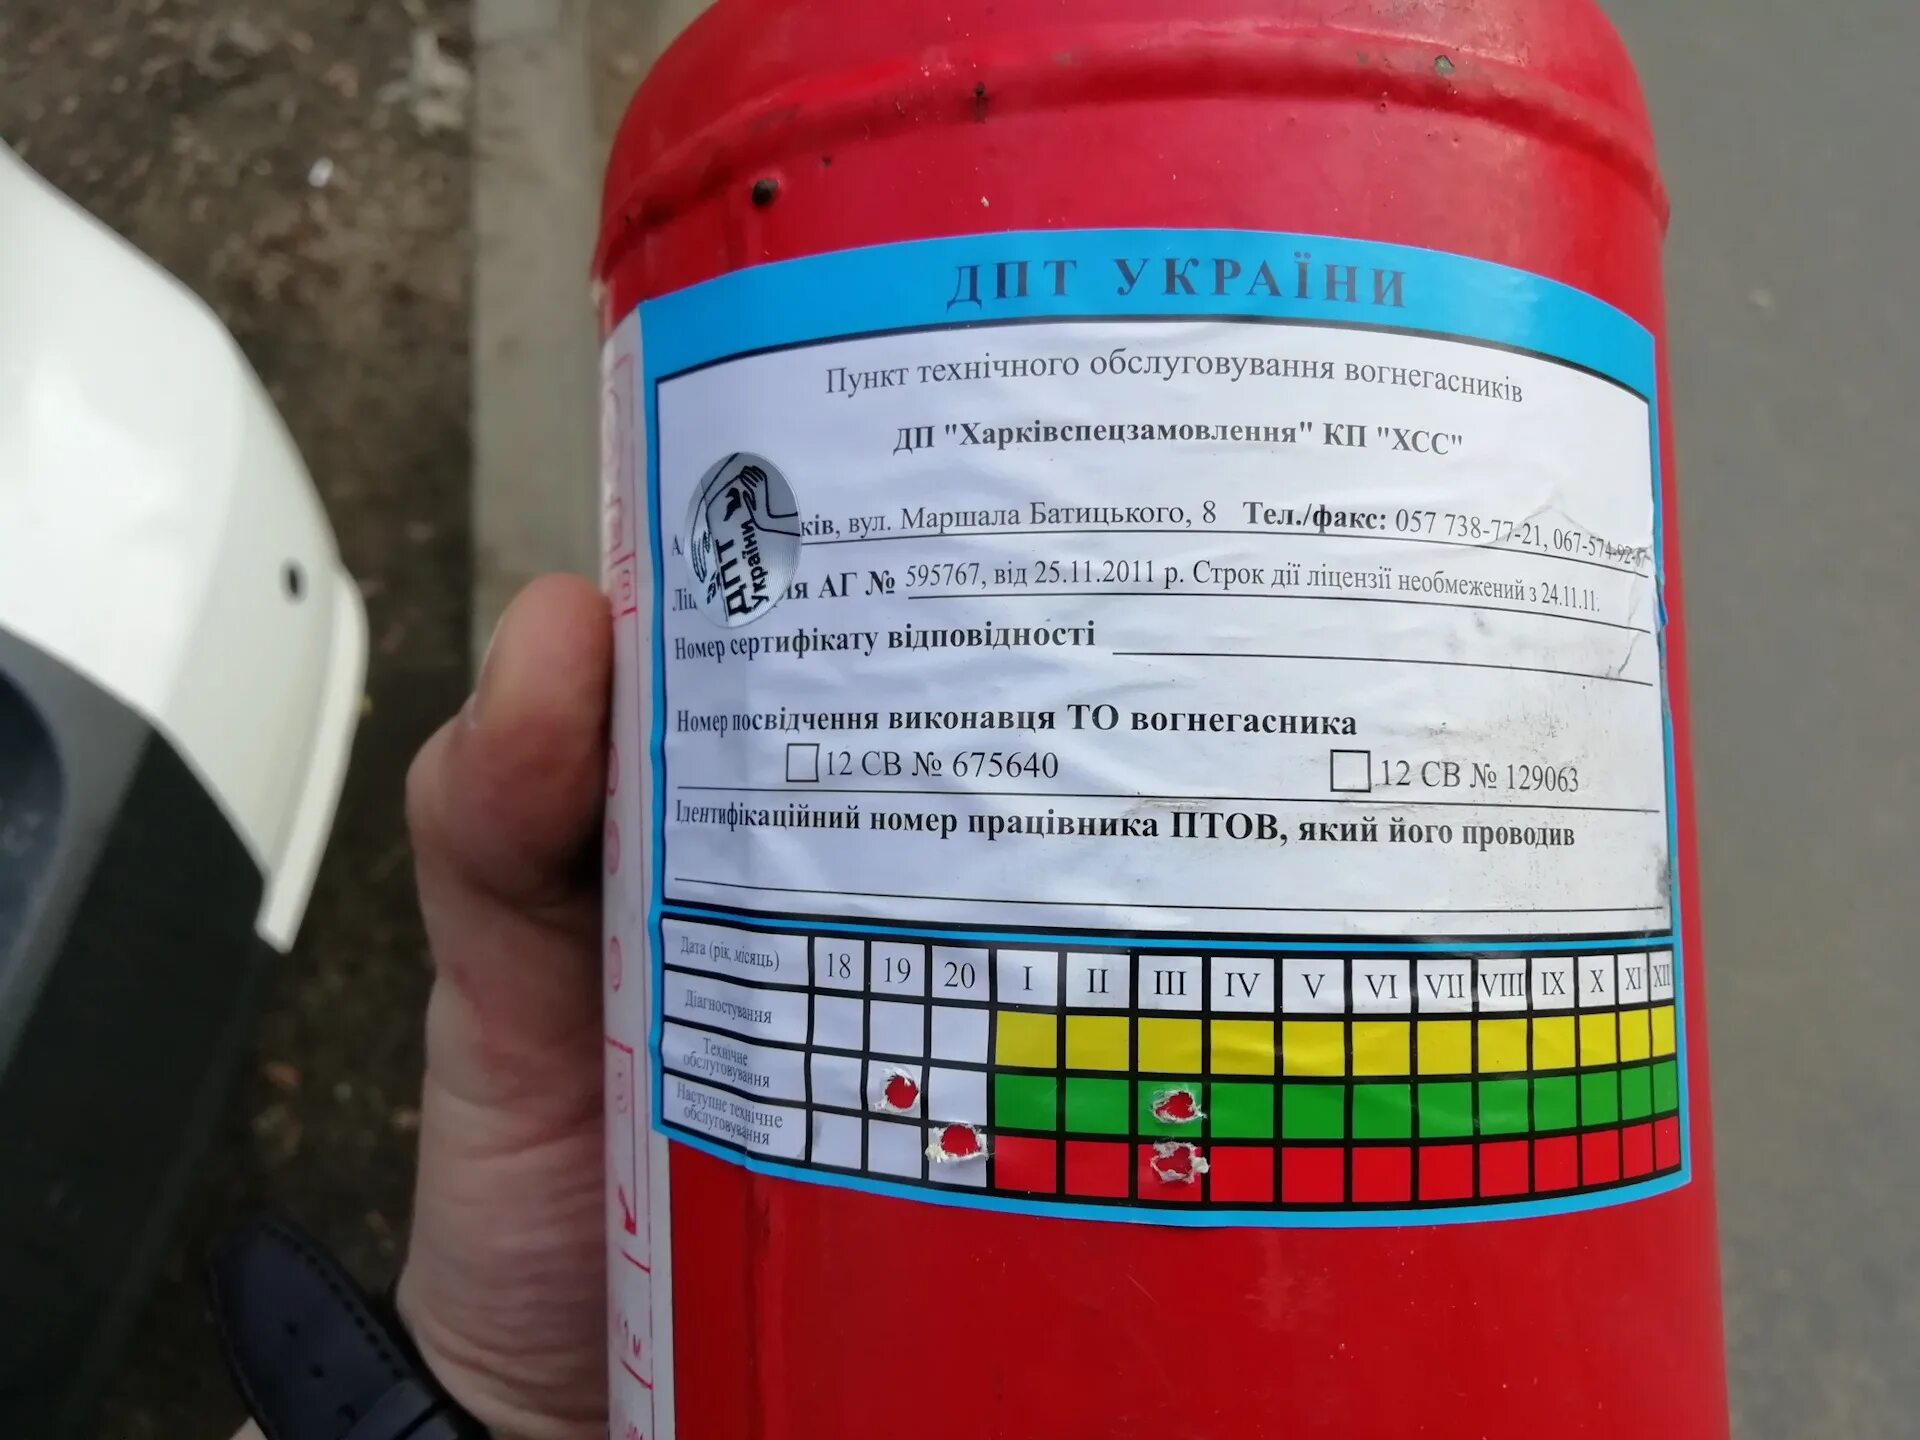 ДПТ УКРАЇНИ
Пункт технічного обслуговування вогнегасників
ДП "Харківспецзамовлення" КП "ХСС"
вул. Маршала Батицького, 8 Тел./факс: 057 738-77-21, 067-574-92-67
АГ № 595767, від 25.11.2011 р. Строк дії ліцензії необмежений з 24.11.11.
ДПТ
України
Номер сертифікату відповідності
Номер посвідчення виконавця ТО вогнегасника
12 СВ № 675640 12 СВ № 129063
Ідентифікаційний номер працівника ПТОВ, який його проводив
Дата (рік, місяць) 18 19 20 I II III IV V VI VII VIII IX X XI XII
Діагностування
Технічне
обслуговування
Наступне технічне
обслуговування